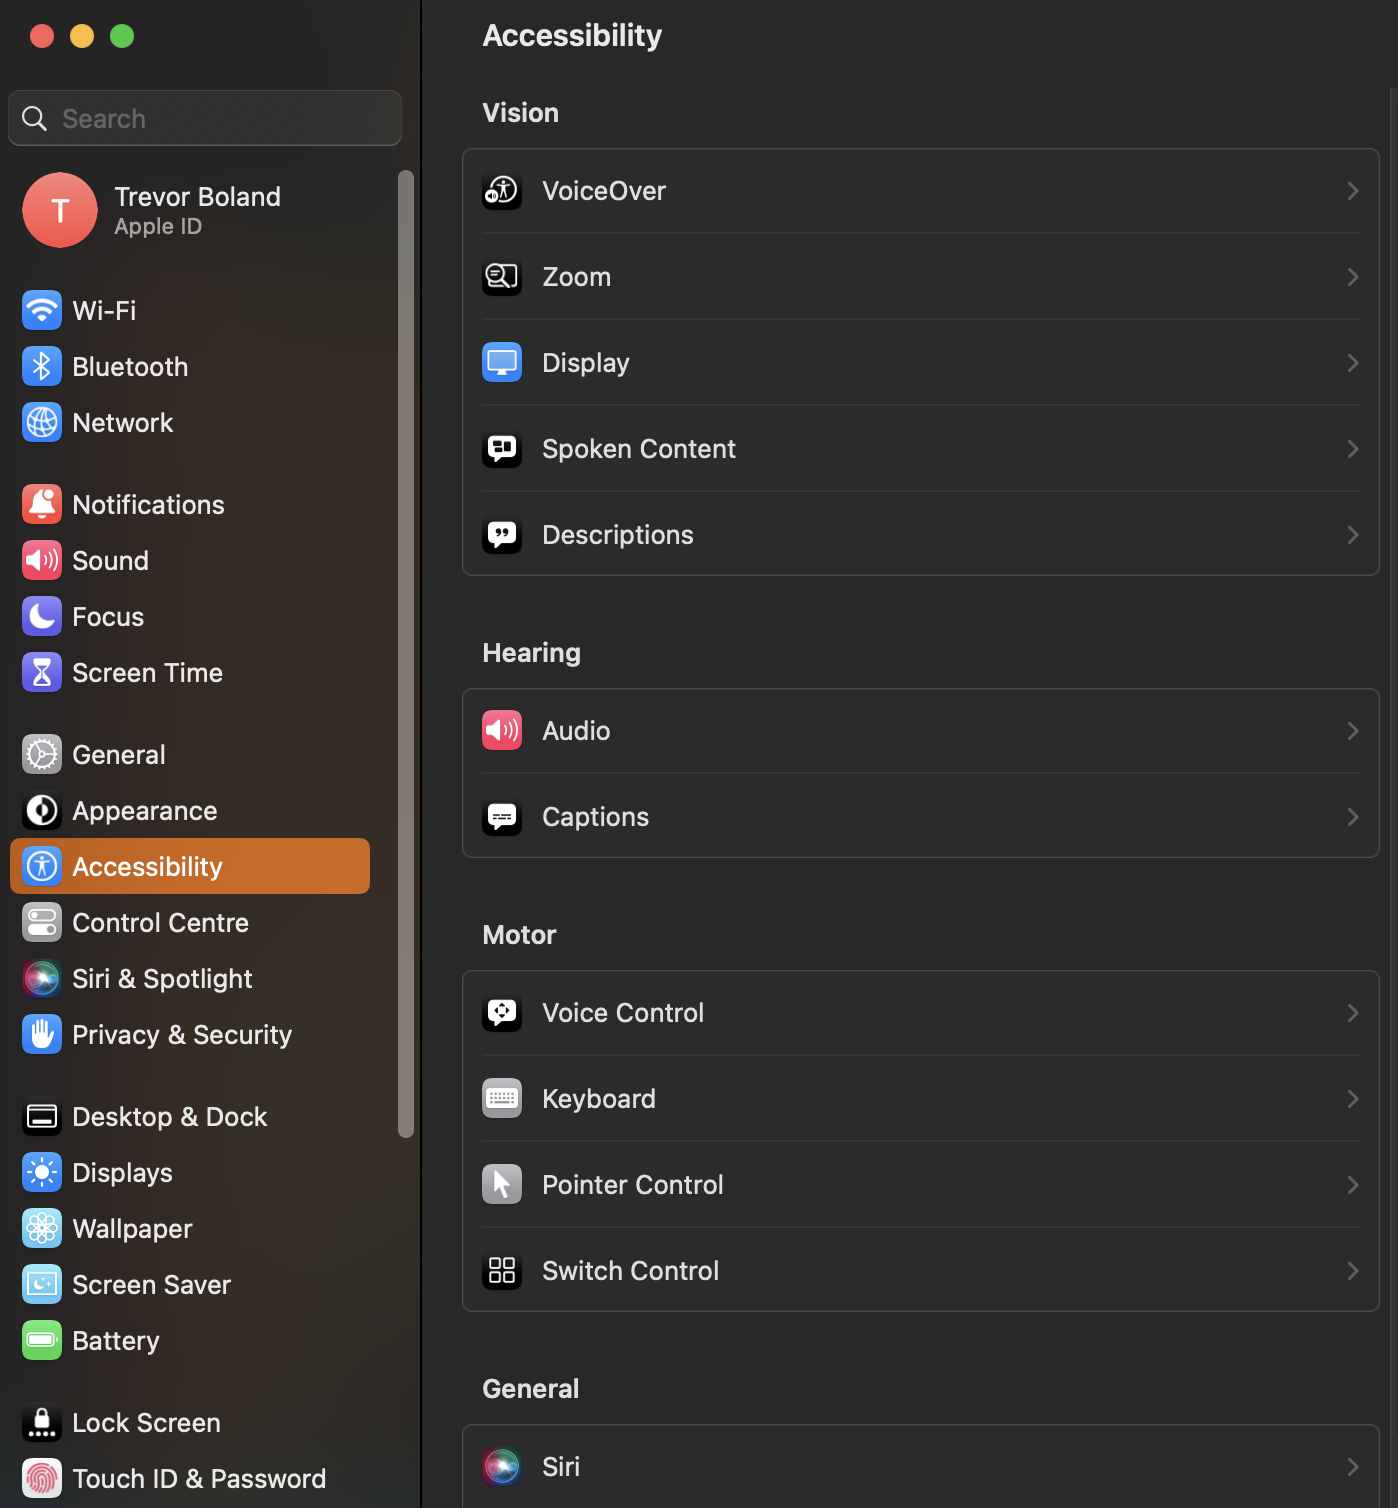 Search
T
Trevor Boland
Apple ID
Wi-Fi
Bluetooth
Network
Notifications
Sound
Focus
Screen Time
General
Appearance
Accessibility
Control Centre
Siri & Spotlight
Privacy & Security
Desktop & Dock
Displays
Wallpaper
Screen Saver
Battery
Lock Screen
Touch ID & Password
Accessibility
Vision
VoiceOver
Zoom
Display
Spoken Content
Descriptions
Hearing
Audio
Captions
Motor
Voice Control
Keyboard
Pointer Control
Switch Control
General
Siri